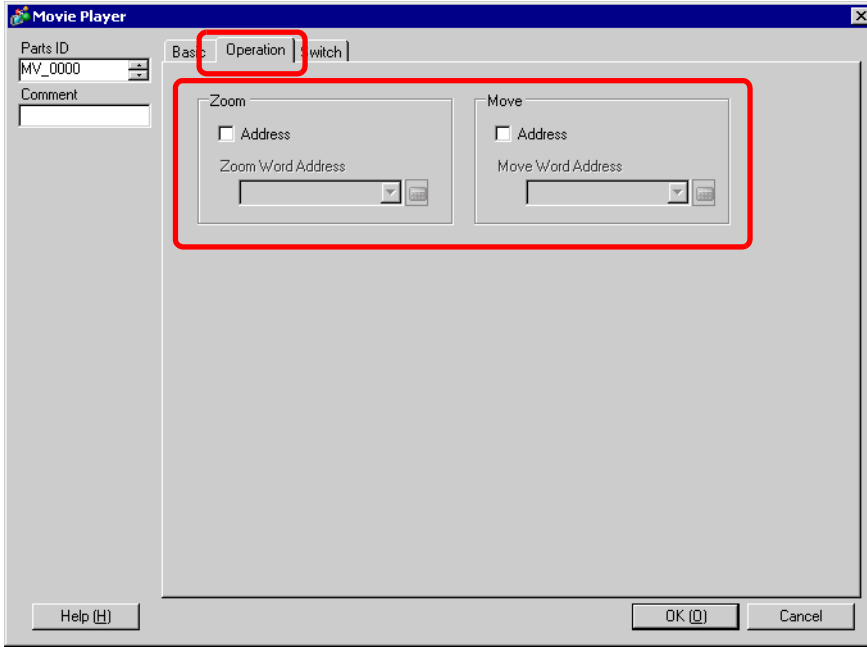 Movie Player
Parts ID
MV_0000
Comment
Basic Operation Switch
Zoom Move
Address Address
Zoom Word Address Move Word Address
Help (H) OK (O) Cancel